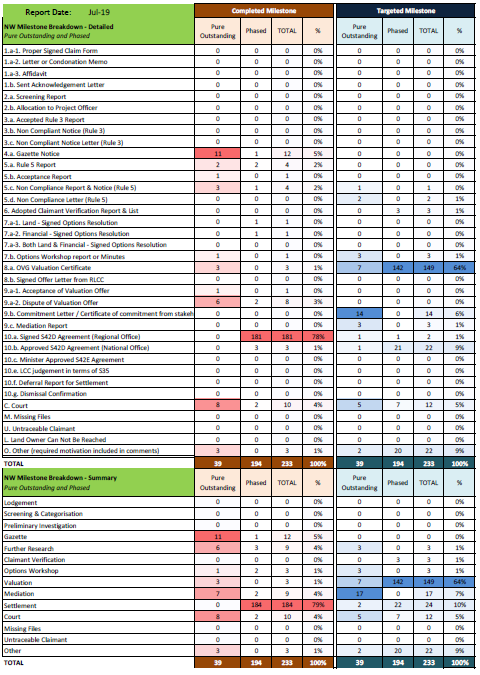 Report Date: Jul-19 Completed Milestone Targeted Milestone
NW Milestone Breakdown - Detailed
Pure Outstanding and Phased
Pure Outstanding Phased TOTAL % Pure Outstanding Phased TOTAL %
1.a-1. Proper Signed Claim Form 0 0 0 0% 0 0 0 0%
1.a-2. Letter or Condonation Memo 0 0 0 0% 0 0 0 0%
1.a-3. Affidavit 0 0 0 0% 0 0 0 0%
1.b. Sent Acknowledgement Letter 0 0 0 0% 0 0 0 0%
2.a. Screening Report 0 0 0 0% 0 0 0 0%
2.b. Allocation to Project Officer 0 0 0 0% 0 0 0 0%
3.a. Accepted Rule 3 Report 0 0 0 0% 0 0 0 0%
3.b. Non Compliant Notice (Rule 3) 0 0 0 0% 0 0 0 0%
3.c. Non Compliant Notice Letter (Rule 3) 0 0 0 0% 0 0 0 0%
4.a. Gazette Notice 11 1 12 5% 0 0 0 0%
5.a. Rule 5 Report 2 2 4 2% 0 0 0 0%
5.b. Acceptance Report 1 0 1 0% 0 0 0 0%
5.c. Non Compliance Report & Notice (Rule 5) 3 1 4 2% 1 0 1 0%
5.d. Non Compliance Letter (Rule 5) 0 0 0 0% 2 0 2 1%
6. Adopted Claimant Verification Report & List 0 0 0 0% 0 3 3 1%
7.a-1. Land - Signed Options Resolution 0 1 1 0% 0 0 0 0%
7.a-2. Financial - Signed Options Resolution 0 1 1 0% 0 0 0 0%
7.a-3. Both Land & Financial - Signed Options Resolution 0 0 0 0% 0 0 0 0%
7.b. Options Workshop report or Minutes 1 0 1 0% 3 0 3 1%
8.a. OVG Valuation Certificate 3 0 3 1% 7 142 149 64%
8.b. Signed Offer Letter from RLCC 0 0 0 0% 0 0 0 0%
9.a-1. Acceptance of Valuation Offer 1 0 1 0% 0 0 0 0%
9.a-2. Dispute of Valuation Offer 6 2 8 3% 0 0 0 0%
9.b. Commitment Letter / Certificate of commitment from stakeh 0 0 0 0% 14 0 14 6%
9.c. Mediation Report 0 0 0 0% 3 0 3 1%
10.a. Signed S42D Agreement (Regional Office) 0 181 181 78% 1 1 2 1%
10.b. Approved S42D Agreement (National Office) 0 3 3 1% 1 21 22 9%
10.c. Minister Approved S42E Agreement 0 0 0 0% 0 0 0 0%
10.e. LCC judgement in terms of S35 0 0 0 0% 0 0 0 0%
10.f. Deferral Report for Settlement 0 0 0 0% 0 0 0 0%
10.g. Dismissal Confirmation 0 0 0 0% 0 0 0 0%
C. Court 8 2 10 4% 5 7 12 5%
M. Missing Files 0 0 0 0% 0 0 0 0%
U. Untraceable Claimant 0 0 0 0% 0 0 0 0%
L. Land Owner Can Not Be Reached 0 0 0 0% 0 0 0 0%
O. Other (required motivation included in comments) 3 0 3 1% 2 20 22 9%
TOTAL 39 194 233 100% 39 194 233 100%
NW Milestone Breakdown - Summary
Pure Outstanding and Phased
Pure Outstanding Phased TOTAL % Pure Outstanding Phased TOTAL %
Lodgement 0 0 0 0% 0 0 0 0%
Screening & Categorisation 0 0 0 0% 0 0 0 0%
Preliminary Investigation 0 0 0 0% 0 0 0 0%
Gazette 11 1 12 5% 0 0 0 0%
Further Research 6 3 9 4% 3 0 3 1%
Claimant Verification 0 0 0 0% 0 3 3 1%
Options Workshop 1 2 3 1% 3 0 3 1%
Valuation 3 0 3 1% 7 142 149 64%
Mediation 7 2 9 4% 17 0 17 7%
Settlement 0 184 184 79% 2 22 24 10%
Court 8 2 10 4% 5 7 12 5%
Missing Files 0 0 0 0% 0 0 0 0%
Untraceable Claimant 0 0 0 0% 0 0 0 0%
Other 3 0 3 1% 2 20 22 9%
TOTAL 39 194 233 100% 39 194 233 100%